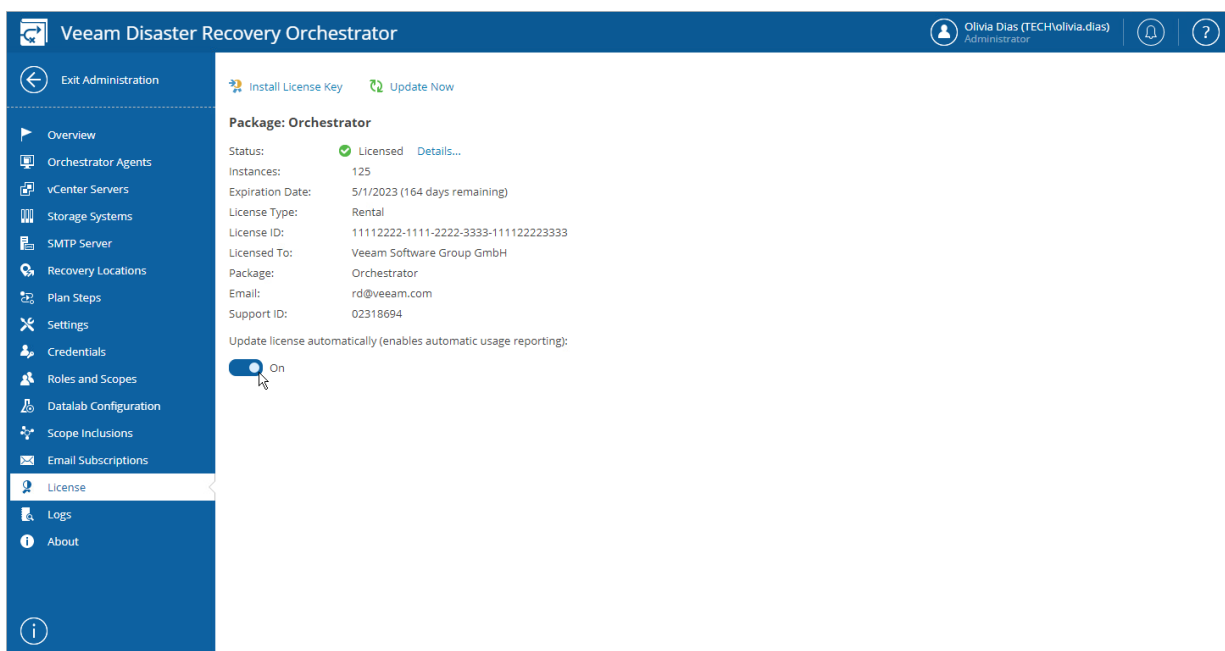 Veeam Disaster Recovery Orchestrator
Olivia Dias (TECH\olivia.dias)
Administrator
?
Exit Administration
Overview
Orchestrator Agents
vCenter Servers
Storage Systems
SMTP Server
Recovery Locations
Plan Steps
Settings
Credentials
Roles and Scopes
Datalab Configuration
Scope Inclusions
Email Subscriptions
License
Logs
About
Install License Key Update Now
Package: Orchestrator
Status: Licensed Details...
Instances: 125
Expiration Date: 5/1/2023 (164 days remaining)
License Type: Rental
License ID: 11112222-1111-2222-3333-111122223333
Licensed To: Veeam Software Group GmbH
Package: Orchestrator
Email: rd@veeam.com
Support ID: 02318694
Update license automatically (enables automatic usage reporting):
On